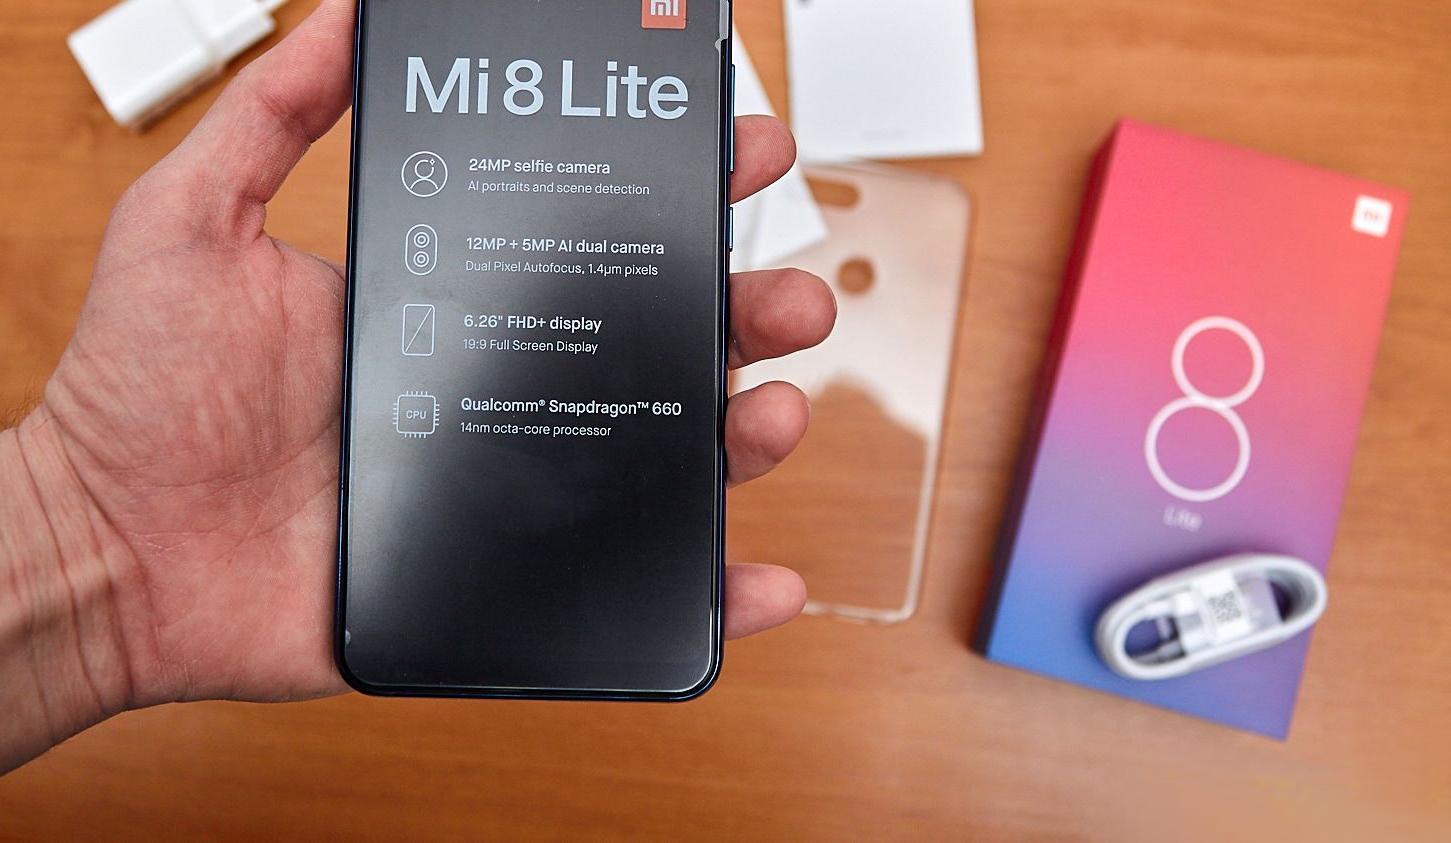 mi
Mi 8 Lite
24MP selfie camera
AI portraits and scene detection
12MP + 5MP AI dual camera
Dual Pixel Autofocus, 1.4µm pixels
6.26" FHD+ display
19:9 Full Screen Display
CPU
Qualcomm® Snapdragon™ 660
14nm octa-core processor
mi
8
Lite